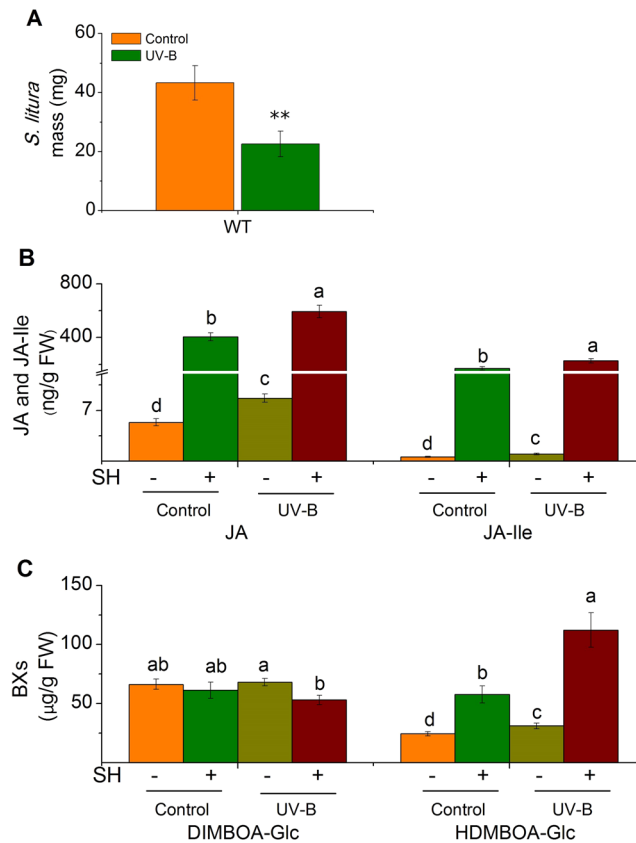 A
60
40
20
0
S. litura
mass (mg)
Control
UV-B
**
WT
B
800
400
7
JA and JA-Ile
(ng/g FW)
d b c a d b c a
SH - + - + - + - +
Control UV-B Control UV-B
JA JA-Ile
C
150
100
50
BXs
(μg/g FW)
ab ab a b d b c a
SH - + - + - + - +
Control UV-B Control UV-B
DIMBOA-Glc HDMBOA-Glc